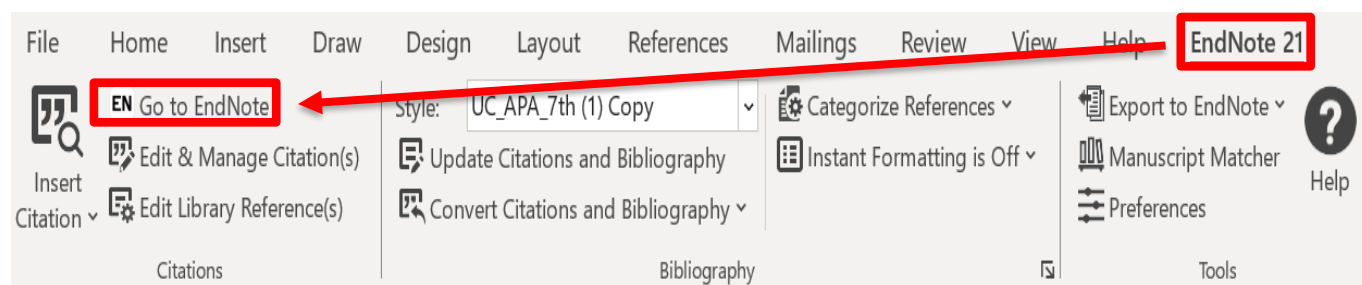 File Home Insert Draw Design Layout References Mailings Review View Help EndNote 21
Insert
Citation
EN Go to EndNote
Edit & Manage Citation(s)
Edit Library Reference(s)
Citations
Style: UC_APA_7th (1) Copy
Update Citations and Bibliography
Convert Citations and Bibliography
Categorize References
Instant Formatting is Off
Bibliography
Export to EndNote
Manuscript Matcher
Preferences
Tools
?
Help